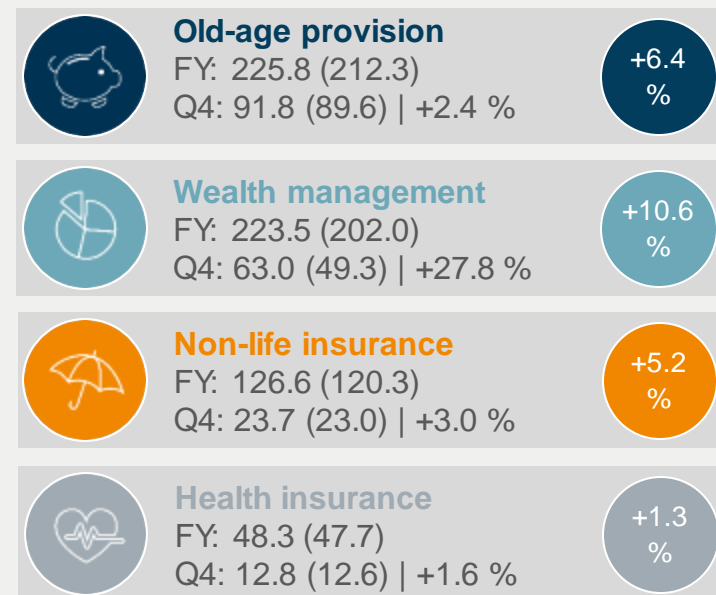 Old-age provision
FY: 225.8 (212.3)
Q4: 91.8 (89.6) | +2.4 %
+6.4
%
Wealth management
FY: 223.5 (202.0)
Q4: 63.0 (49.3) | +27.8 %
+10.6
%
Non-life insurance
FY: 126.6 (120.3)
Q4: 23.7 (23.0) | +3.0 %
+5.2
%
Health insurance
FY: 48.3 (47.7)
Q4: 12.8 (12.6) | +1.6 %
+1.3
%